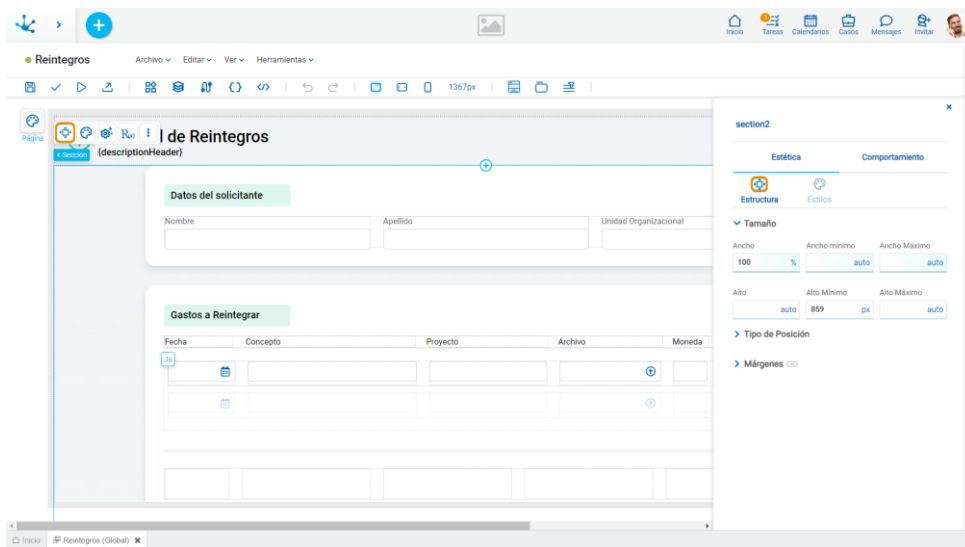 Inicio
1
Tareas
Calendarios
Casos
Mensajes
Invitar
Reintegros
Archivo
Editar
Ver
Herramientas
1367px
Página
R(x)
l de Reintegros
Sección
{descriptionHeader}
Datos del solicitante
Nombre
Apellido
Unidad Organizacional
Gastos a Reintegrar
Fecha
Concepto
Proyecto
Archivo
Moneda
Js
section2
Estética
Comportamiento
Estructura
Estilos
Tamaño
Ancho
Ancho mínimo
Ancho Máximo
100 %
auto
auto
Alto
Alto Mínimo
Alto Máximo
auto
859 px
auto
Tipo de Posición
Márgenes
Inicio
Reintegros (Global)